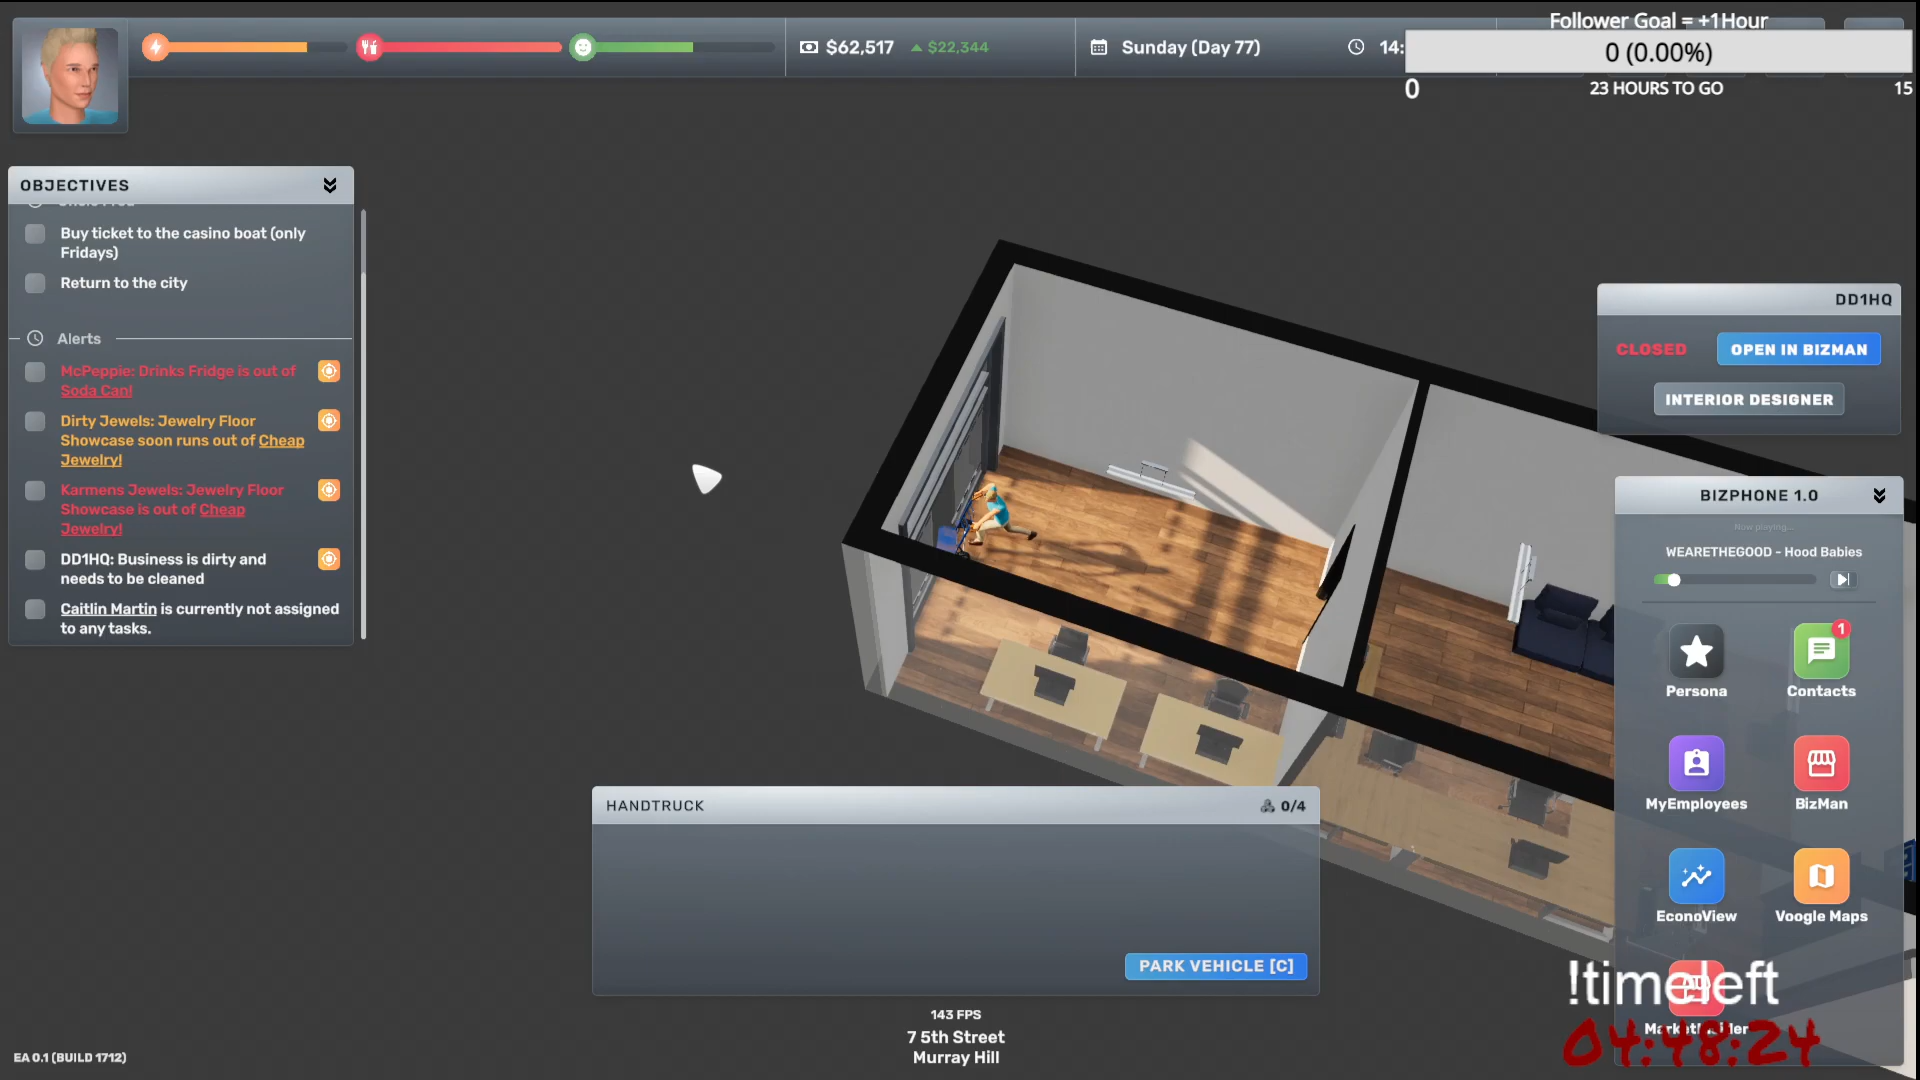 Follower Goal = +1Hour
0 (0.00%)
0 23 HOURS TO GO 15
$62,517 $22,344 Sunday (Day 77) 14:
OBJECTIVES
Buy ticket to the casino boat (only
Fridays)
Return to the city
Alerts
McPeppie: Drinks Fridge is out of
Soda Can!
Dirty Jewels: Jewelry Floor
Showcase soon runs out of Cheap
Jewelry!
Karmens Jewels: Jewelry Floor
Showcase is out of Cheap
Jewelry!
DD1HQ: Business is dirty and
needs to be cleaned
Caitlin Martin is currently not assigned
to any tasks.
DD1HQ
CLOSED OPEN IN BIZMAN
INTERIOR DESIGNER
BIZPHONE 1.0
Now playing...
WEARETHEGOOD - Hood Babies
1
Persona Contacts
MyEmployees BizMan
EconoView Voogle Maps
MarketInsider
!timeleft
04:48:24
HANDTRUCK 0/4
PARK VEHICLE [C]
143 FPS
7 5th Street
Murray Hill
EA 0.1 (BUILD 1712)